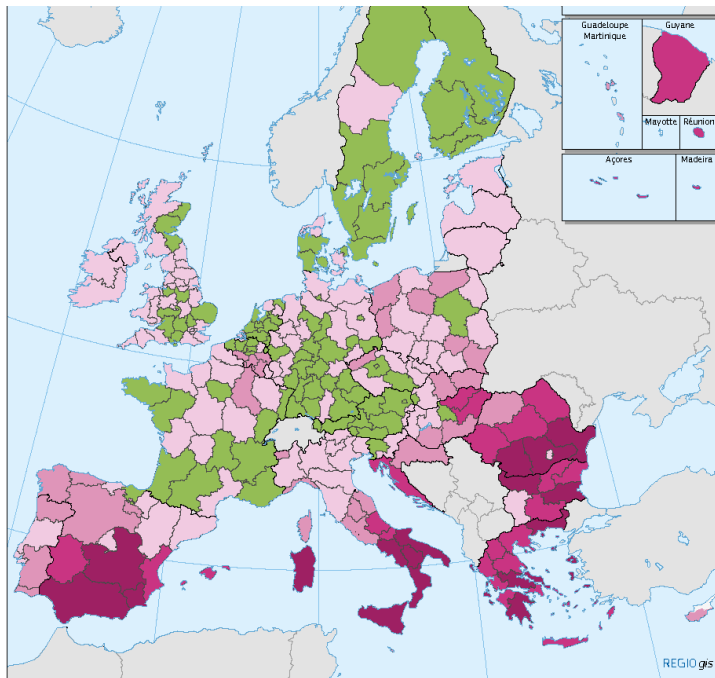 Guadeloupe
Martinique
Guyane
Mayotte
Réunion
Açores
Madeira
REGIOgis